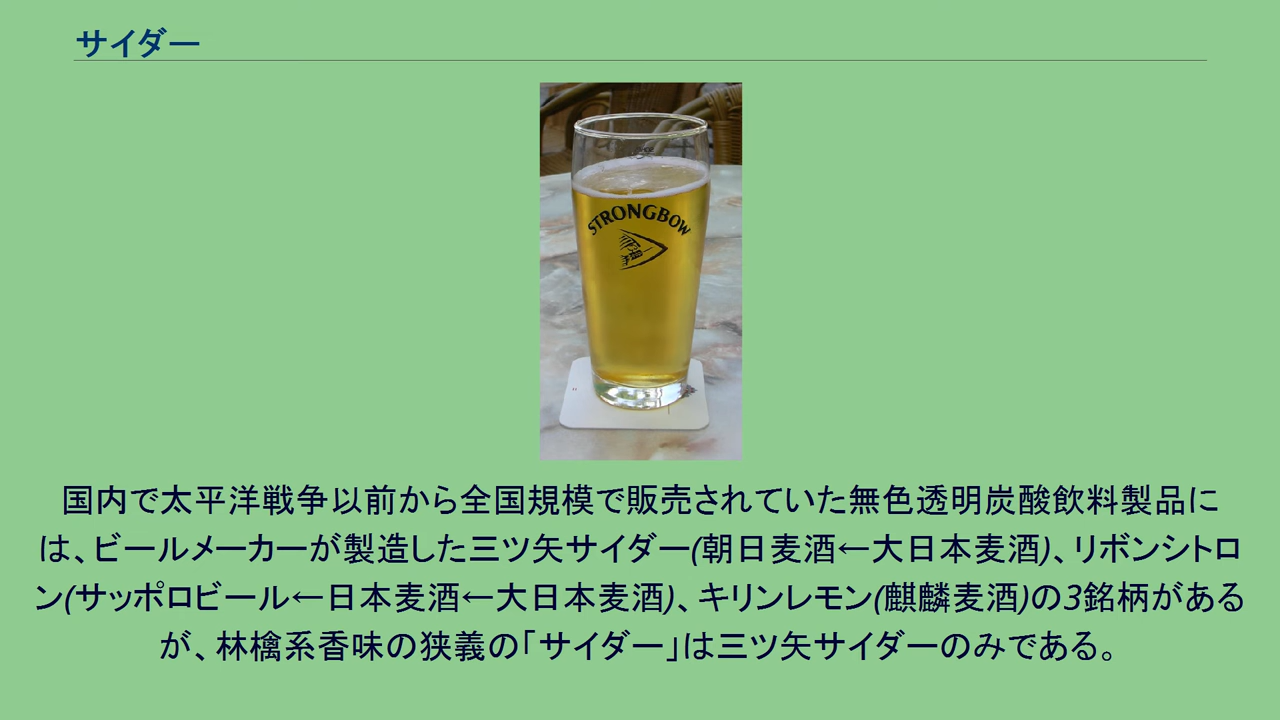 サイダー
STRONGBOW
国内で太平洋戦争以前から全国規模で販売されていた無色透明炭酸飲料製品に
は、ビールメーカーが製造した三ツ矢サイダー(朝日麦酒←大日本麦酒)、リボンシトロ
ン(サッポロビール←日本麦酒←大日本麦酒)、キリンレモン(麒麟麦酒)の3銘柄がある
が、林檎系香味の狭義の「サイダー」は三ツ矢サイダーのみである。